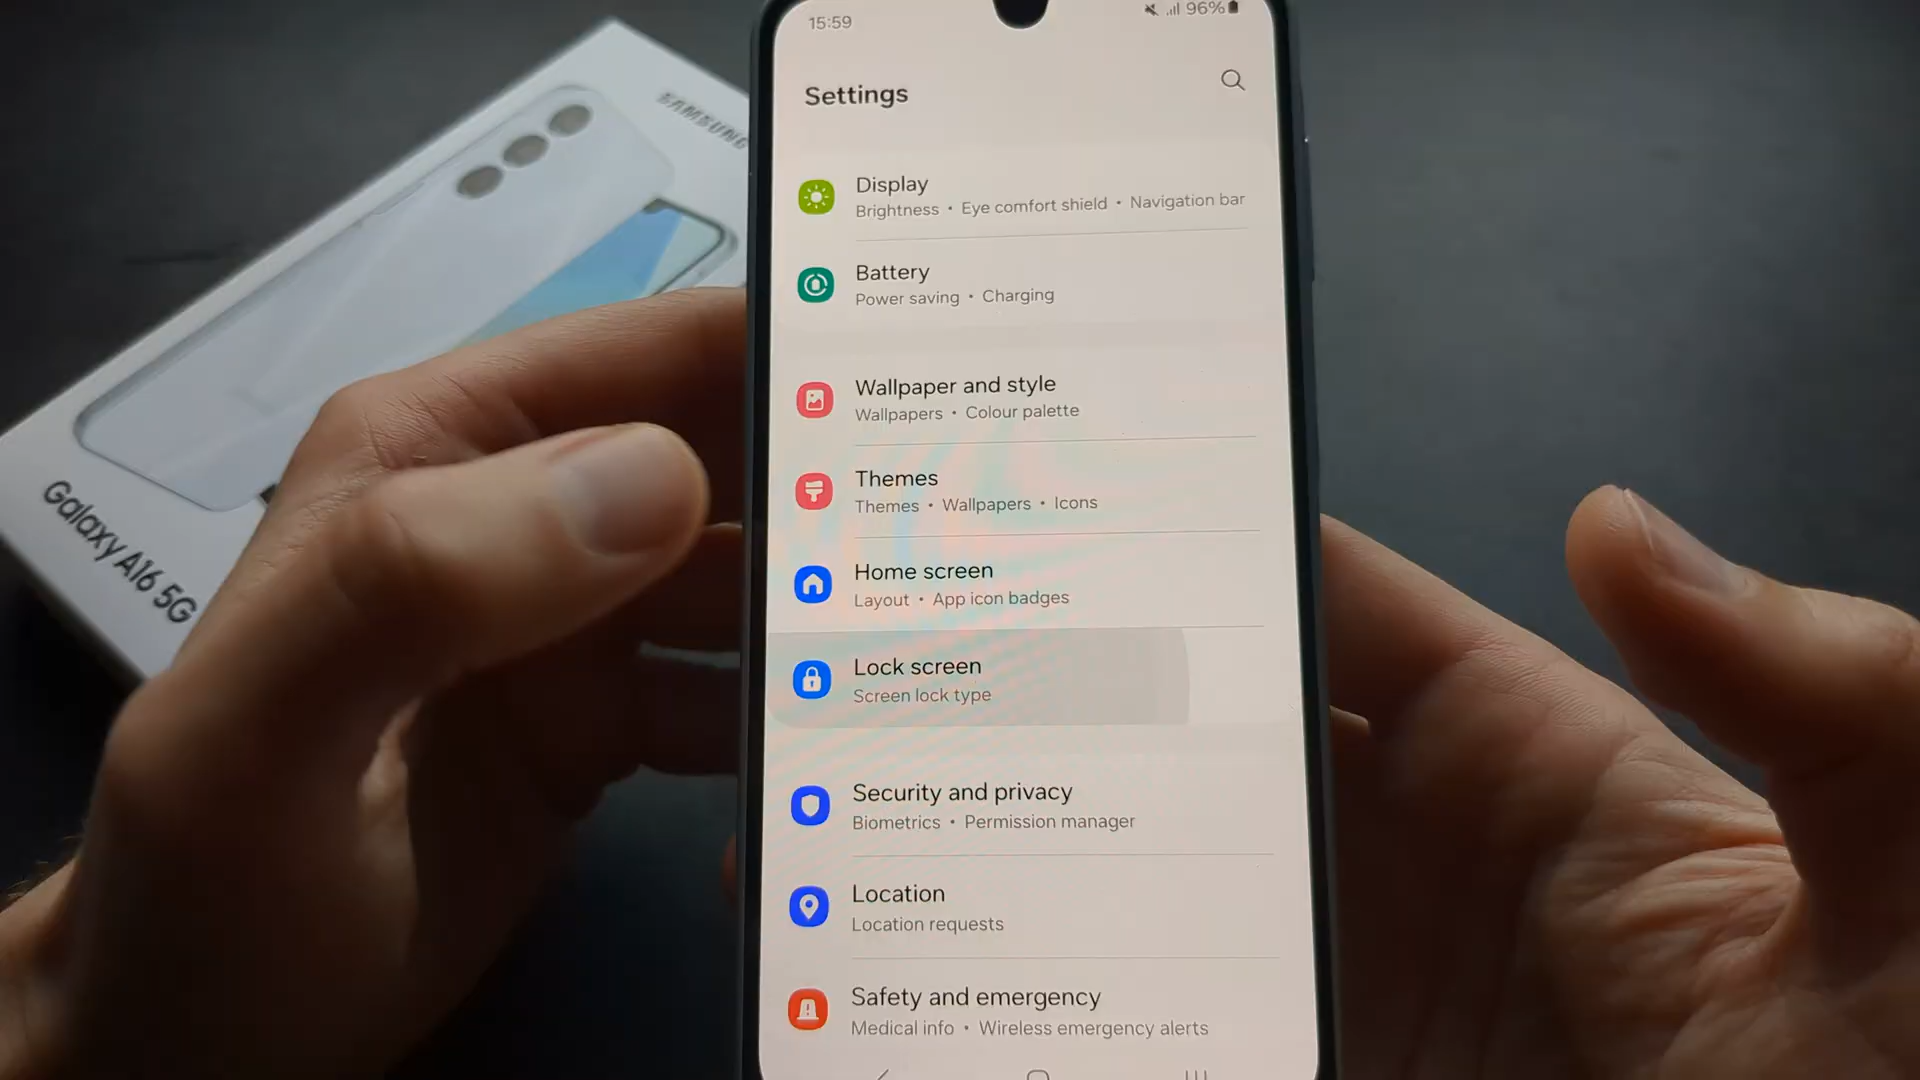 15:59
96%
Settings
Display
Brightness • Eye comfort shield • Navigation bar
Battery
Power saving • Charging
Wallpaper and style
Wallpapers • Colour palette
Themes
Themes • Wallpapers • Icons
Home screen
Layout • App icon badges
Lock screen
Screen lock type
Security and privacy
Biometrics • Permission manager
Location
Location requests
Safety and emergency
Medical info • Wireless emergency alerts
SAMSUNG
Galaxy A16 5G